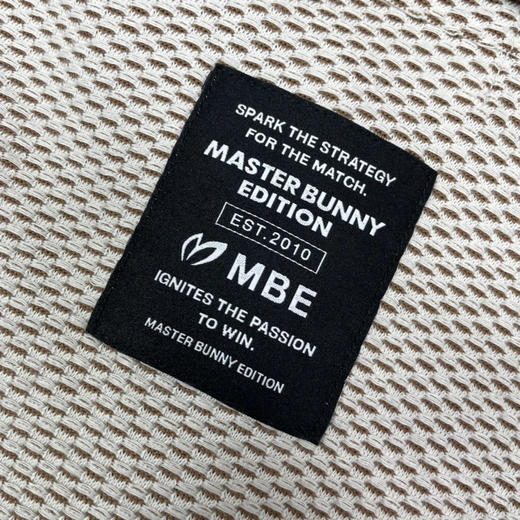 SPARK THE STRATEGY
FOR THE MATCH.
MASTER BUNNY
EDITION
EST.2010
MBE
IGNITES THE PASSION
TO WIN.
MASTER BUNNY EDITION